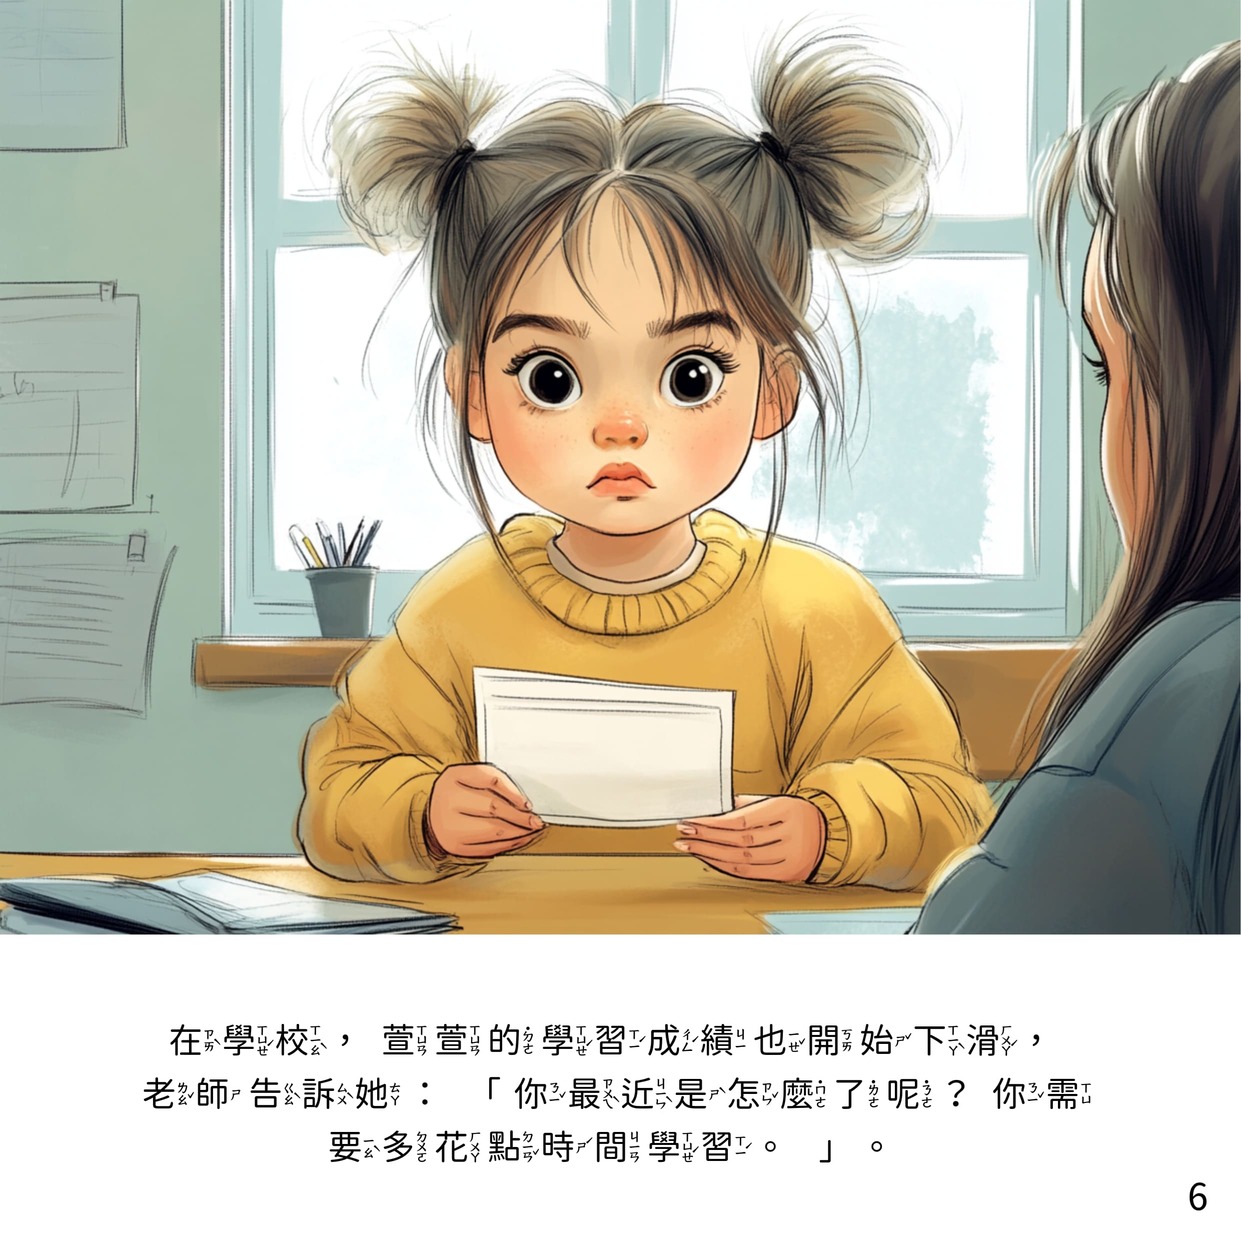 在學校，萱萱的學習成績也開始下滑，
老師告訴她：「你最近是怎麼了呢？你需
要多花點時間學習。」。
6